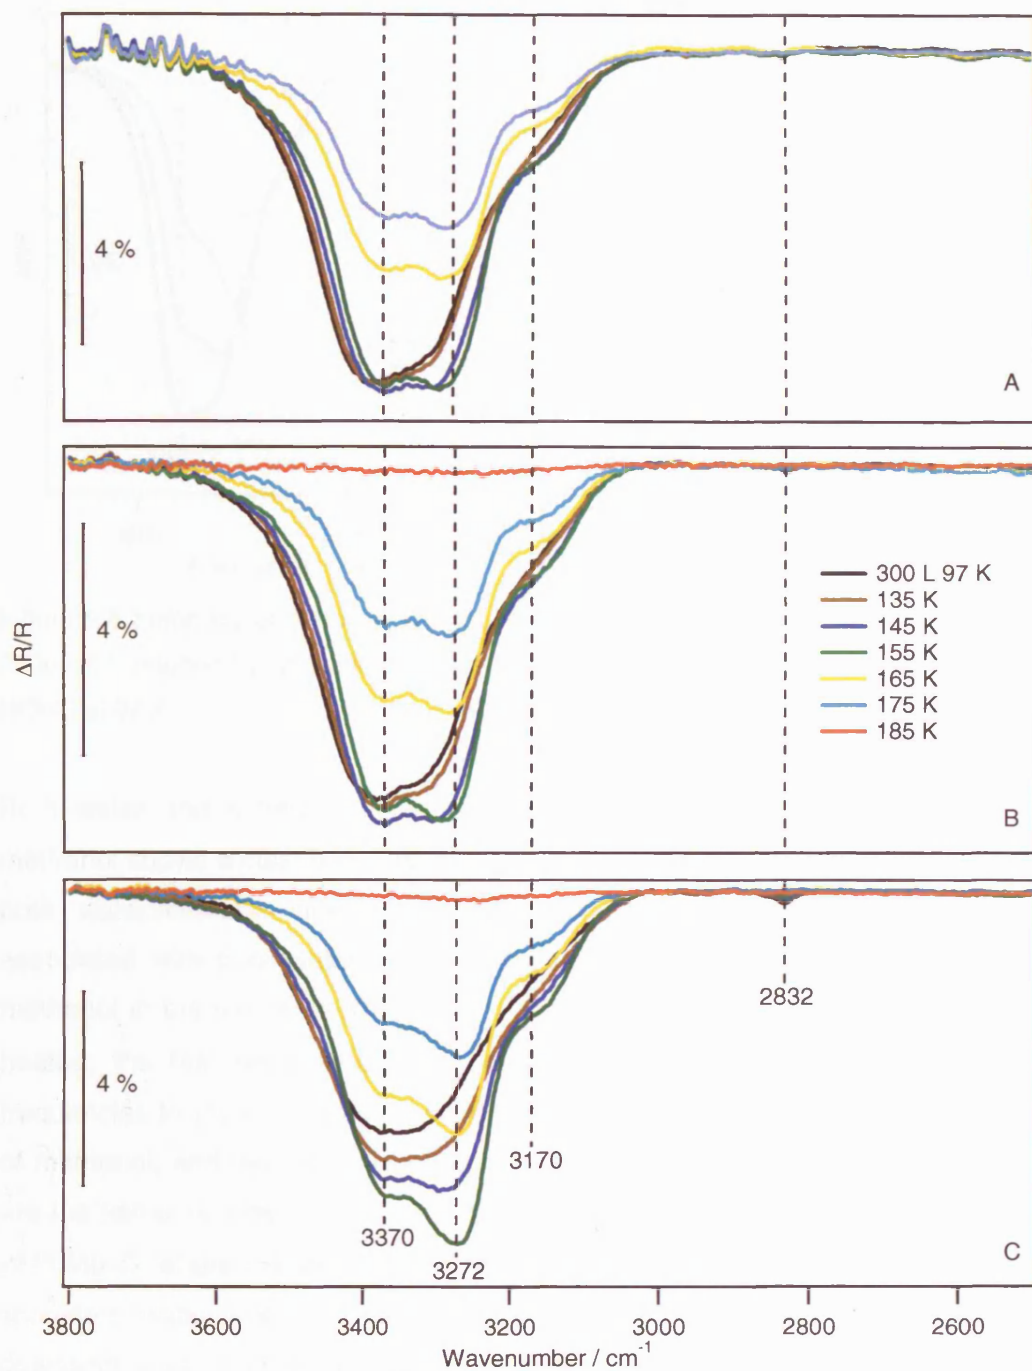 4 %
A
ΔR/R
4 %
300 L 97 K
135 K
145 K
155 K
165 K
175 K
185 K
B
4 %
2832
3170
3370
3272
C
3800 3600 3400 3200 3000 2800 2600
Wavenumber / cm⁻¹